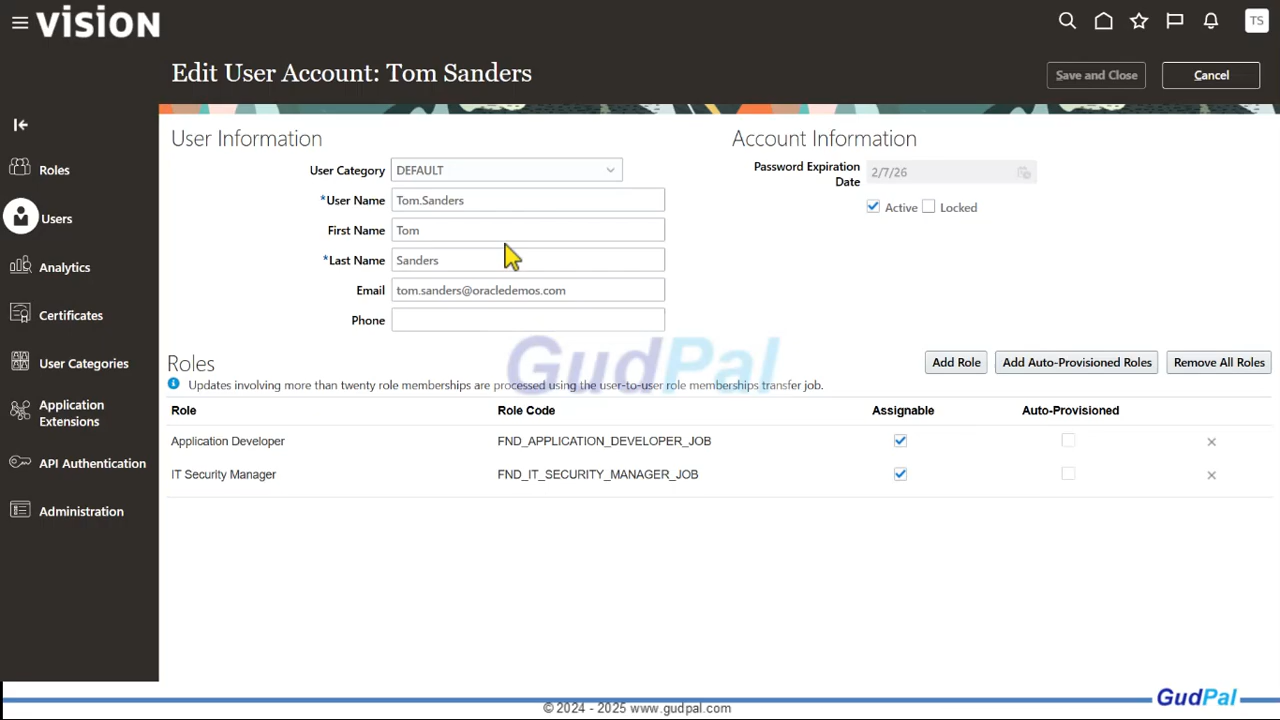 VISION
TS
Edit User Account: Tom Sanders
Save and Close
Cancel
Roles
Users
Analytics
Certificates
User Categories
Application
Extensions
API Authentication
Administration
User Information
User Category DEFAULT
*User Name Tom.Sanders
First Name Tom
*Last Name Sanders
Email tom.sanders@oracledemos.com
Phone
Account Information
Password Expiration
Date
2/7/26
Active
Locked
GudPal
Roles
Add Role
Add Auto-Provisioned Roles
Remove All Roles
Updates involving more than twenty role memberships are processed using the user-to-user role memberships transfer job.
Role Role Code Assignable Auto-Provisioned
Application Developer FND_APPLICATION_DEVELOPER_JOB
IT Security Manager FND_IT_SECURITY_MANAGER_JOB
GudPal
© 2024 - 2025 www.gudpal.com